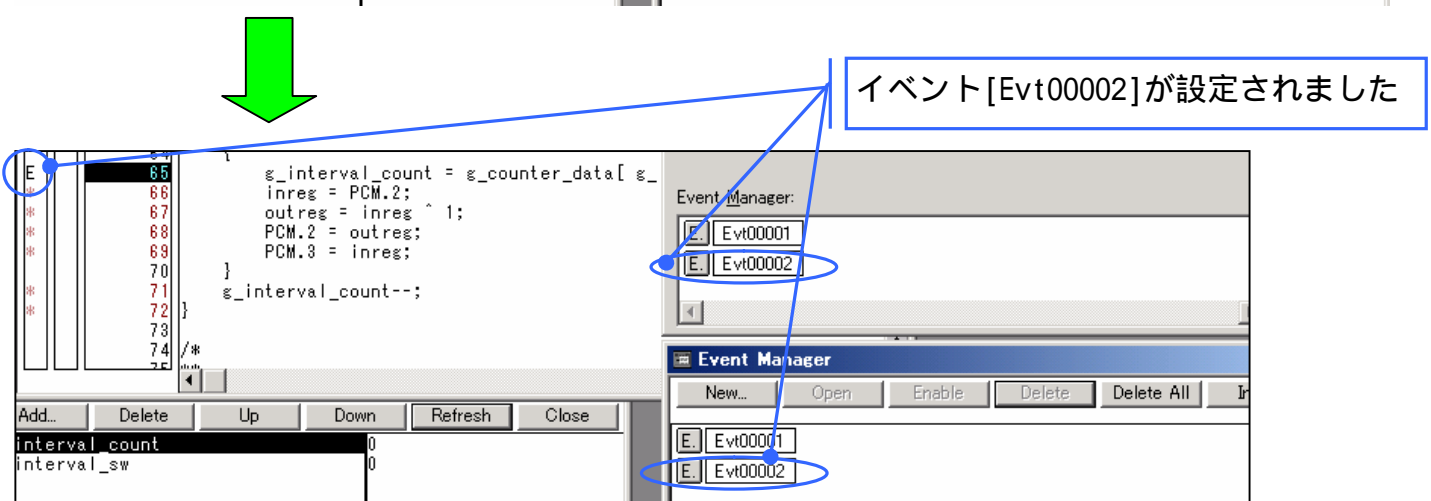 イベント[Evt00002]が設定されました
E 65 g_interval_count = g_counter_data[ g_
* 66 inreg = PCM.2;
* 67 outreg = inreg ^ 1;
* 68 PCM.2 = outreg;
* 69 PCM.3 = inreg;
70 }
* 71 g_interval_count--;
* 72 }
73
74 /*
Add... Delete Up Down Refresh Close
interval_count 0
interval_sw 0
Event Manager:
E. Evt00001
E. Evt00002
Event Manager
New... Open Enable Delete Delete All
E. Evt00001
E. Evt00002